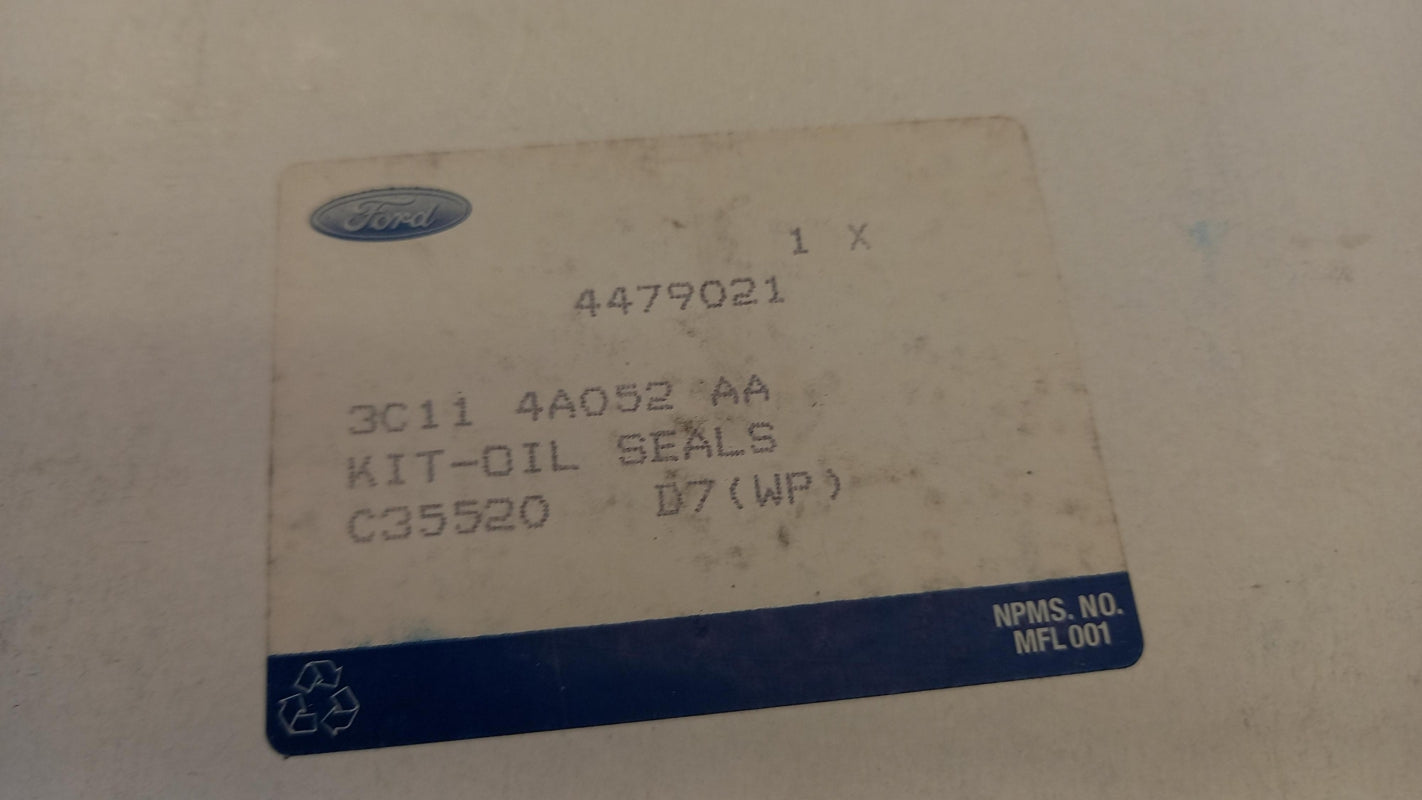 Ford
1 X
4479021
3C11 4A052 AA
KIT-OIL SEALS
C35520 D7(WP)
NPMS. NO.
MFL 001